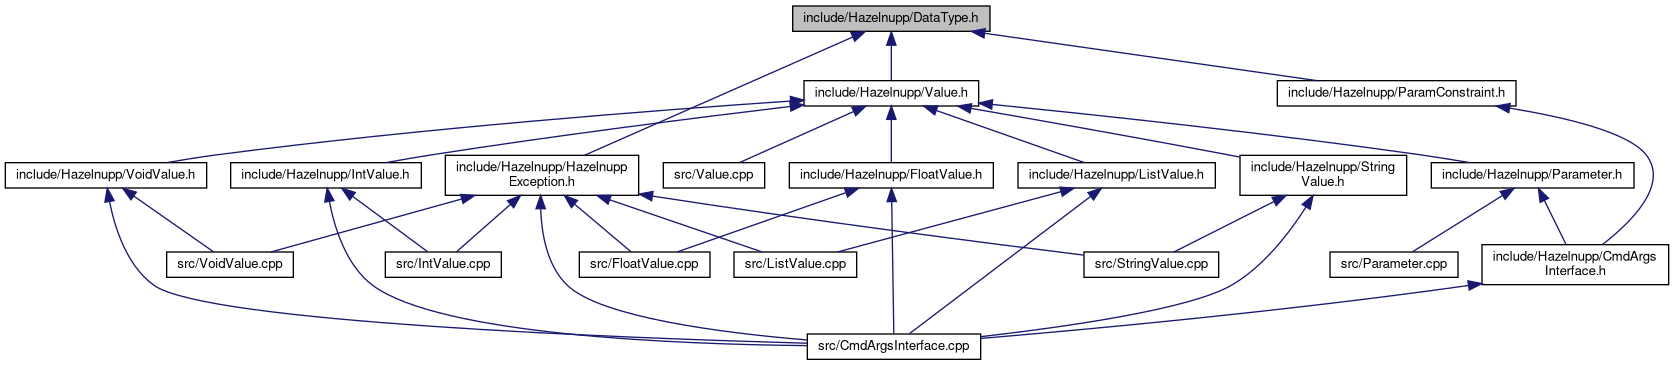 include/Hazelnupp/DataType.h
include/Hazelnupp/Value.h
include/Hazelnupp/ParamConstraint.h
include/Hazelnupp/VoidValue.h
include/Hazelnupp/IntValue.h
include/Hazelnupp/Hazelnupp
Exception.h
src/Value.cpp
include/Hazelnupp/FloatValue.h
include/Hazelnupp/ListValue.h
include/Hazelnupp/String
Value.h
include/Hazelnupp/Parameter.h
src/VoidValue.cpp
src/IntValue.cpp
src/FloatValue.cpp
src/ListValue.cpp
src/StringValue.cpp
src/Parameter.cpp
include/Hazelnupp/CmdArgs
Interface.h
src/CmdArgsInterface.cpp